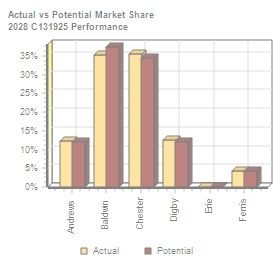 Actual vs Potential Market Share
2028 C131925 Performance
35%
30%
25%
20%
15%
10%
5%
0%
Andrews
Baldwin
Chester
Digby
Erie
Ferris
Actual
Potential